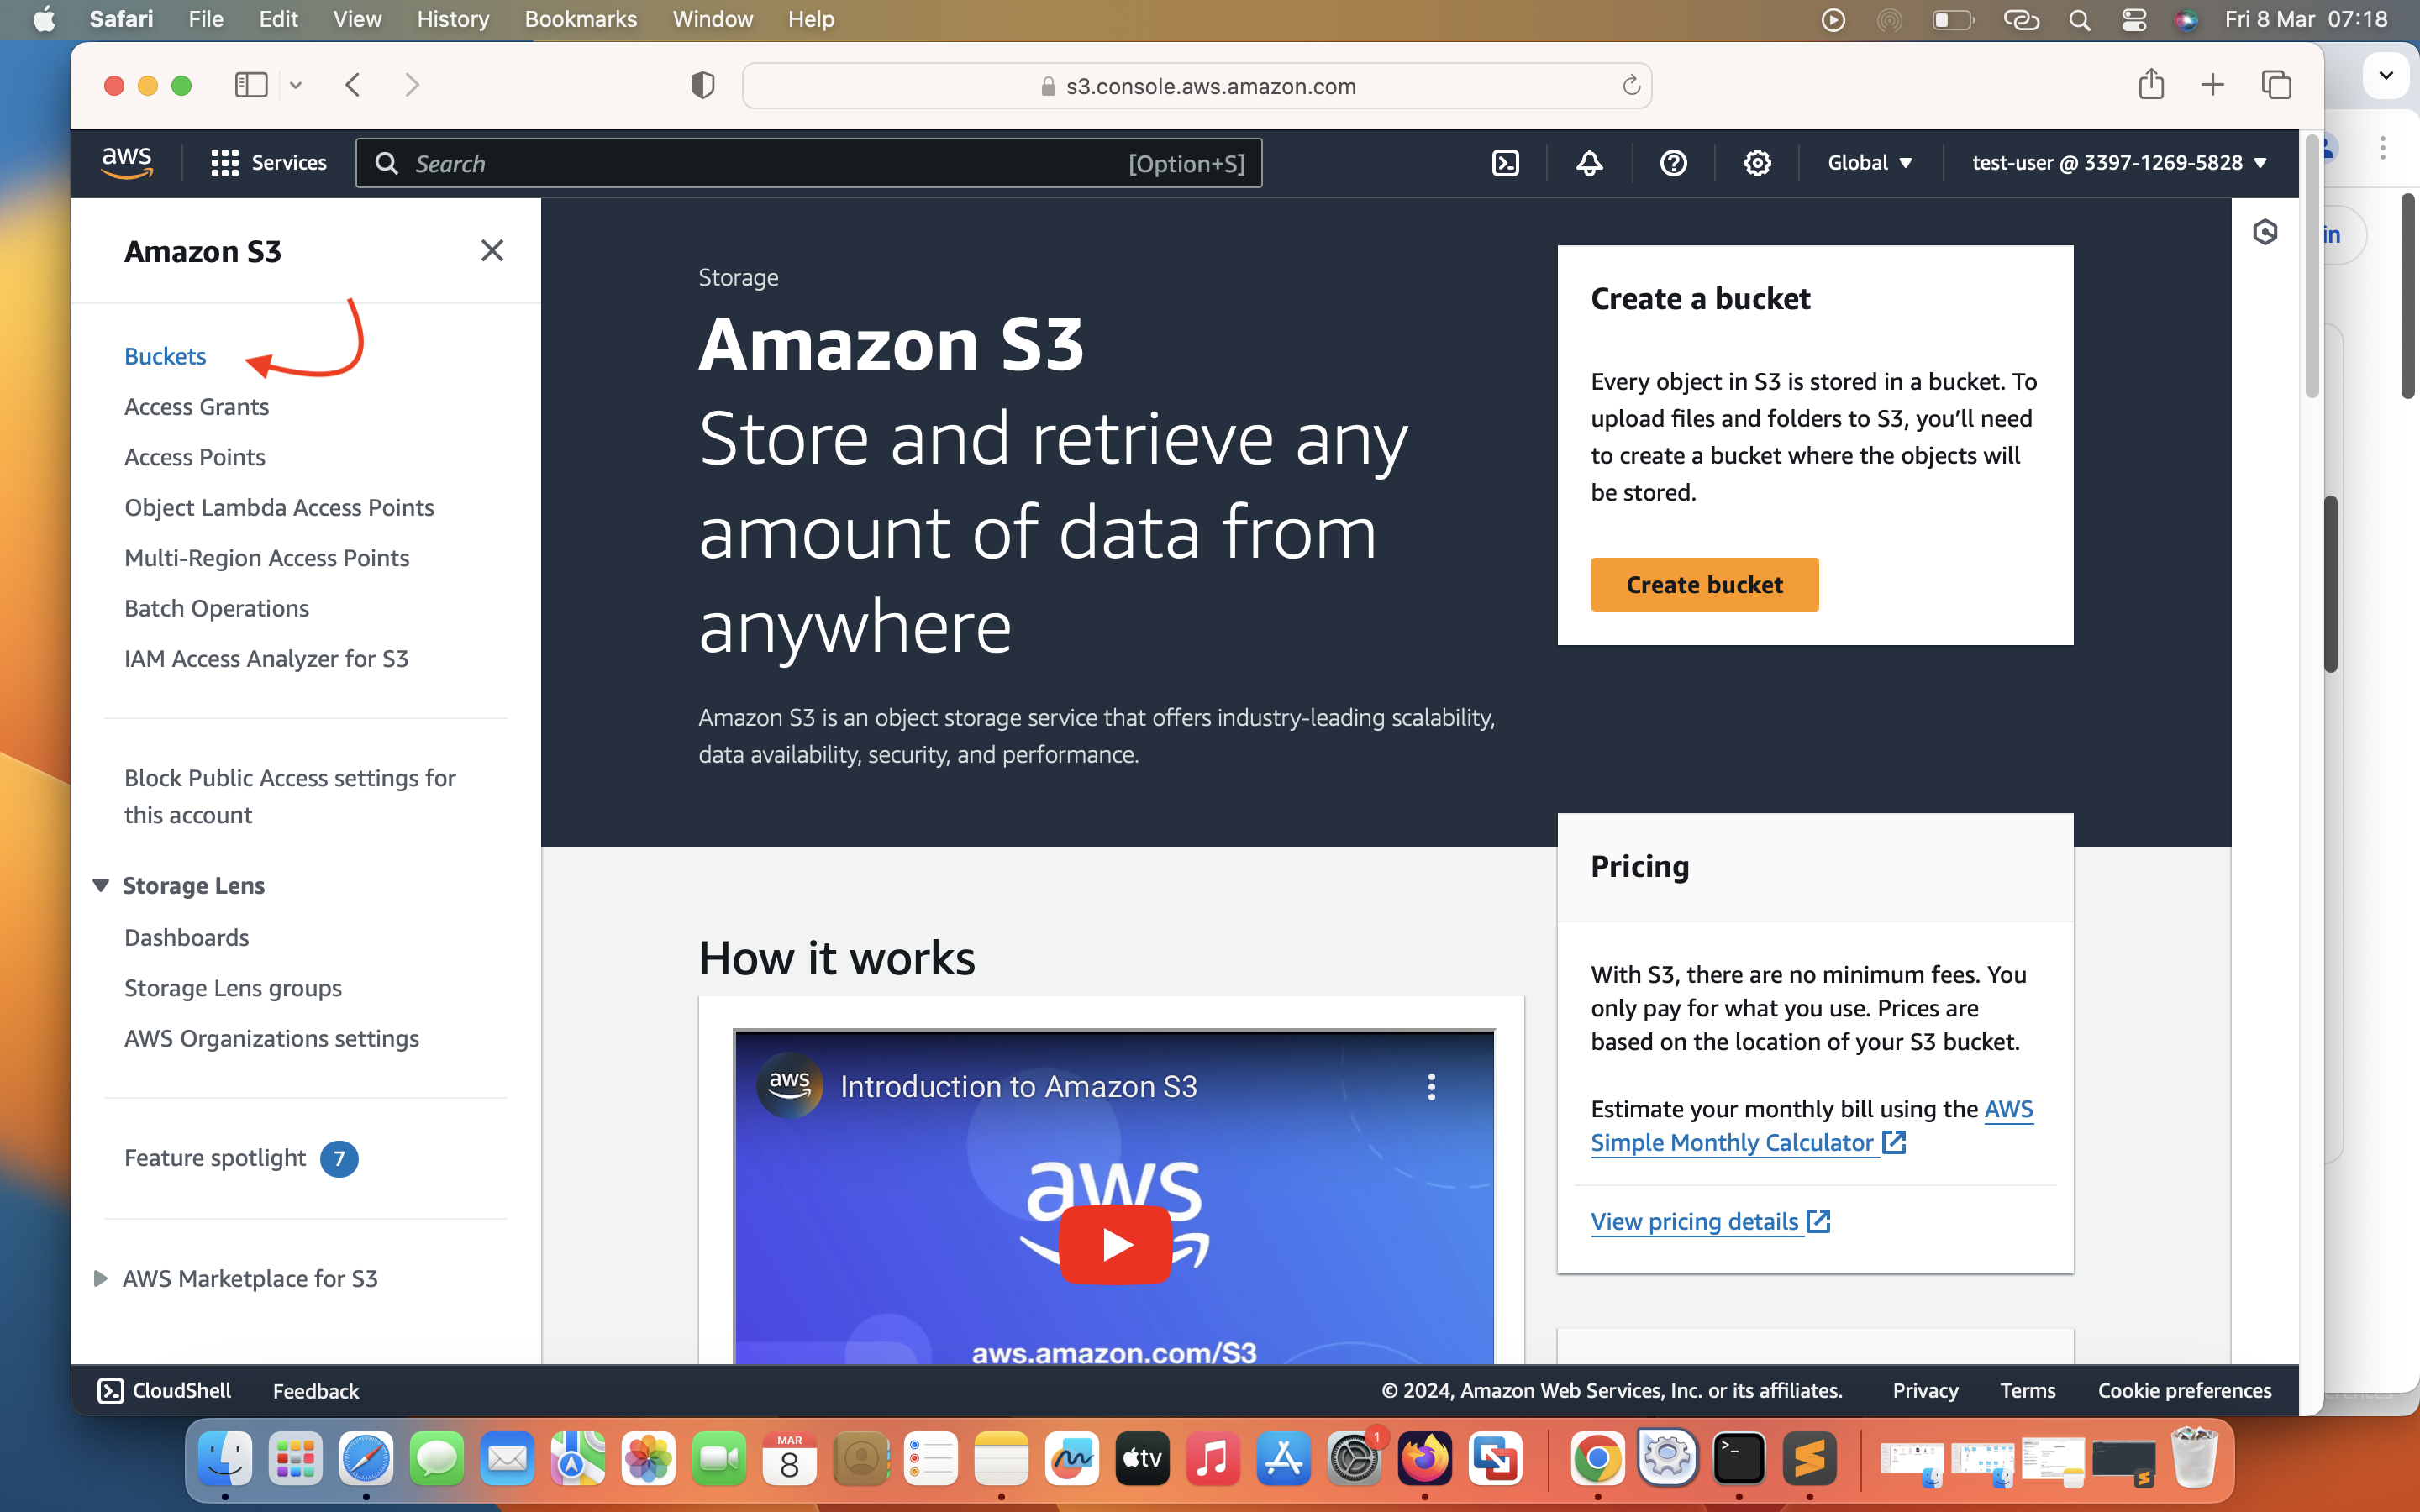 Safari File Edit View History Bookmarks Window Help
Fri 8 Mar 07:18
s3.console.aws.amazon.com
aws
Services
Search
[Option+S]
Global
test-user @ 3397-1269-5828
in
Amazon S3
Buckets
Access Grants
Access Points
Object Lambda Access Points
Multi-Region Access Points
Batch Operations
IAM Access Analyzer for S3
Block Public Access settings for
this account
Storage Lens
Dashboards
Storage Lens groups
AWS Organizations settings
Feature spotlight 7
AWS Marketplace for S3
Storage
Amazon S3
Store and retrieve any
amount of data from
anywhere
Amazon S3 is an object storage service that offers industry-leading scalability,
data availability, security, and performance.
Create a bucket
Every object in S3 is stored in a bucket. To
upload files and folders to S3, you’ll need
to create a bucket where the objects will
be stored.
Create bucket
How it works
aws
Introduction to Amazon S3
aws
aws.amazon.com/S3
Pricing
With S3, there are no minimum fees. You
only pay for what you use. Prices are
based on the location of your S3 bucket.
Estimate your monthly bill using the AWS
Simple Monthly Calculator
View pricing details
CloudShell Feedback
© 2024, Amazon Web Services, Inc. or its affiliates. Privacy Terms Cookie preferences
MAR
8
tv
1